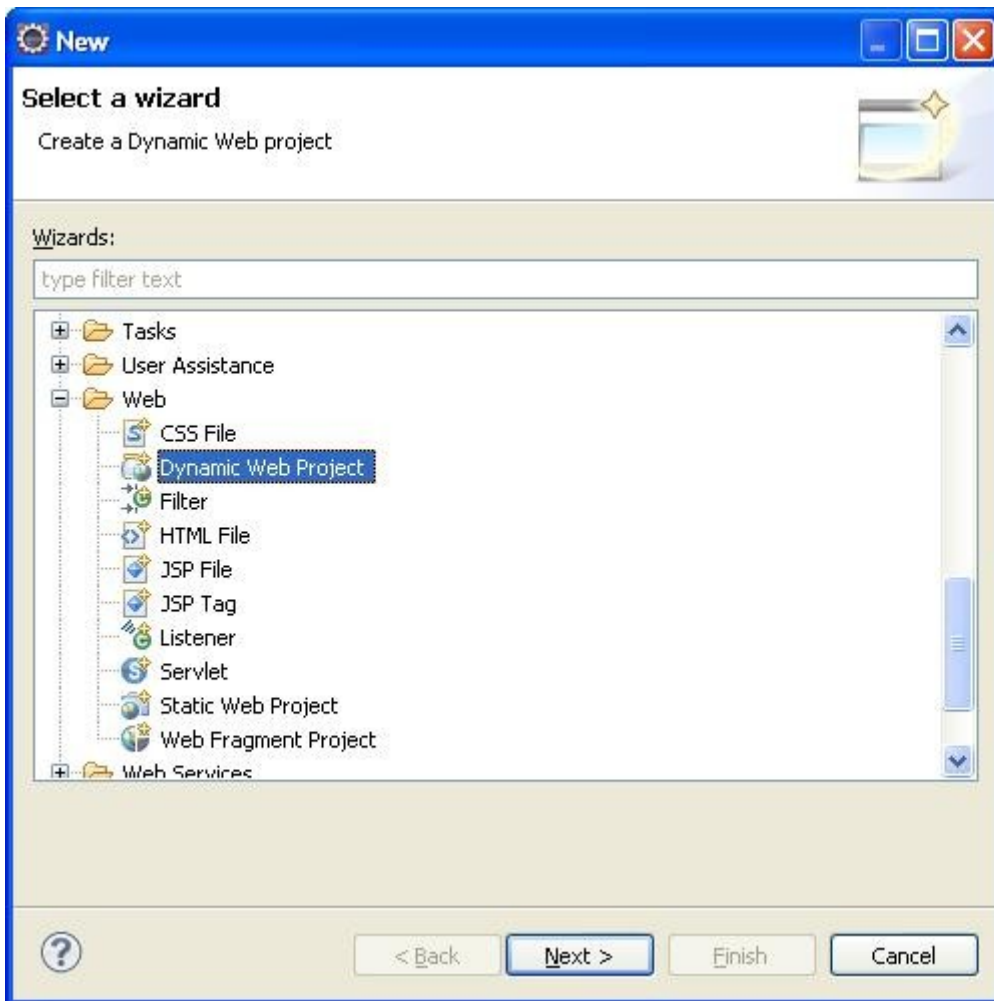 New
Select a wizard
Create a Dynamic Web project
Wizards:
type filter text
Tasks
User Assistance
Web
CSS File
Dynamic Web Project
Filter
HTML File
JSP File
JSP Tag
Listener
Servlet
Static Web Project
Web Fragment Project
Web Services
?
< Back Next > Finish Cancel